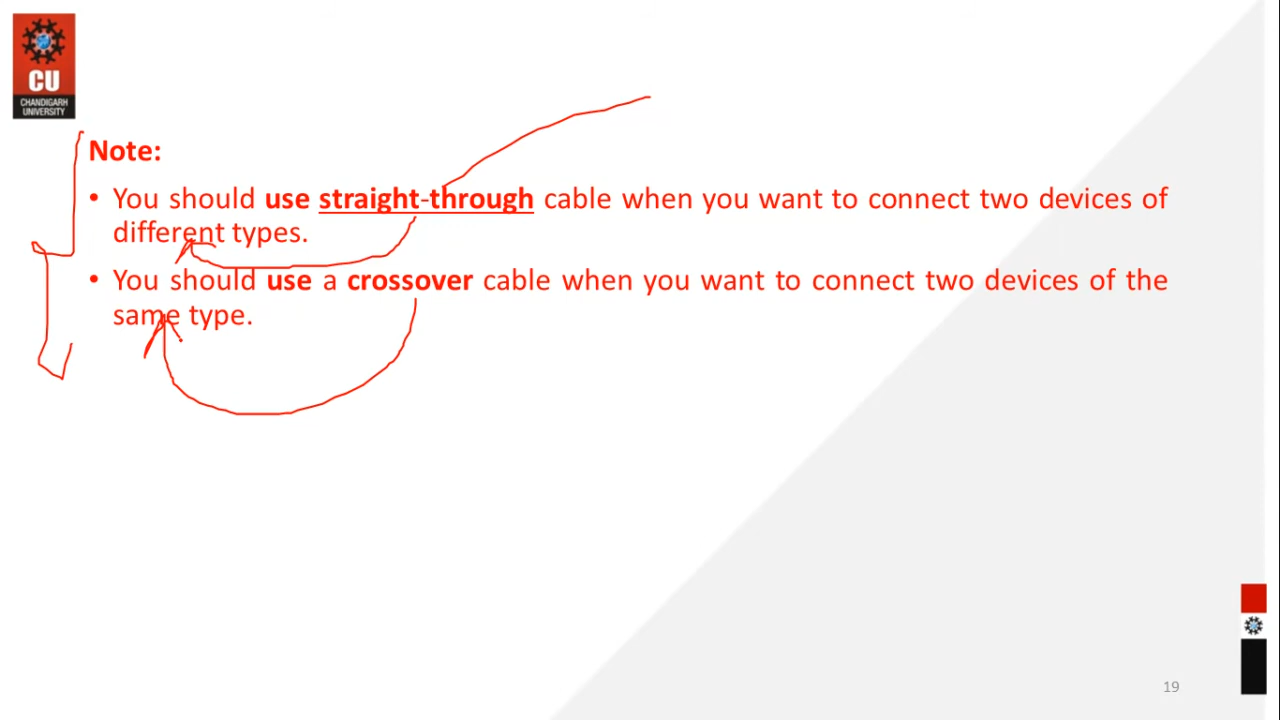 CU
CHANDIGARH
UNIVERSITY
Note:
• You should use straight-through cable when you want to connect two devices of
different types.
• You should use a crossover cable when you want to connect two devices of the
same type.
19